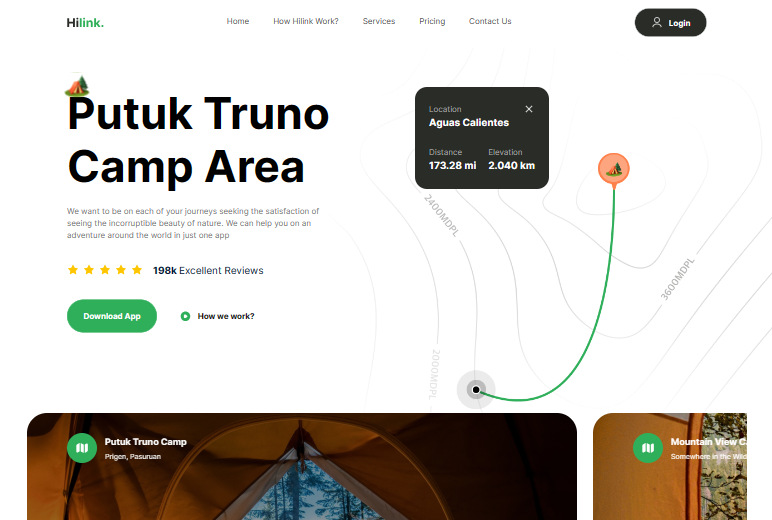 Hilink.
Home How Hilink Work? Services Pricing Contact Us
Login
Putuk Truno
Camp Area
We want to be on each of your journeys seeking the satisfaction of
seeing the incorruptible beauty of nature. We can help you on an
adventure around the world in just one app
198k Excellent Reviews
Download App
How we work?
Location
Aguas Calientes
Distance Elevation
173.28 mi 2.040 km
2400MDPL
3600MDPL
2000MDPL
Putuk Truno Camp
Prigen, Pasuruan
Mountain View
Somewhere in the Wild